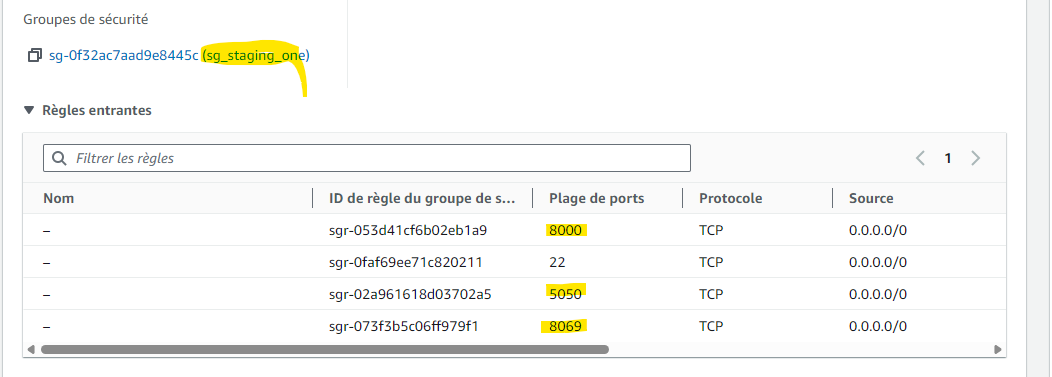 Groupes de sécurité
sg-0f32ac7aad9e8445c (sg_staging_one)
Règles entrantes
Filtrer les règles
1
Nom ID de règle du groupe de s... Plage de ports Protocole Source
– sgr-053d41cf6b02eb1a9 8000 TCP 0.0.0.0/0
– sgr-0faf69ee71c820211 22 TCP 0.0.0.0/0
– sgr-02a961618d03702a5 5050 TCP 0.0.0.0/0
– sgr-073f3b5c06ff979f1 8069 TCP 0.0.0.0/0